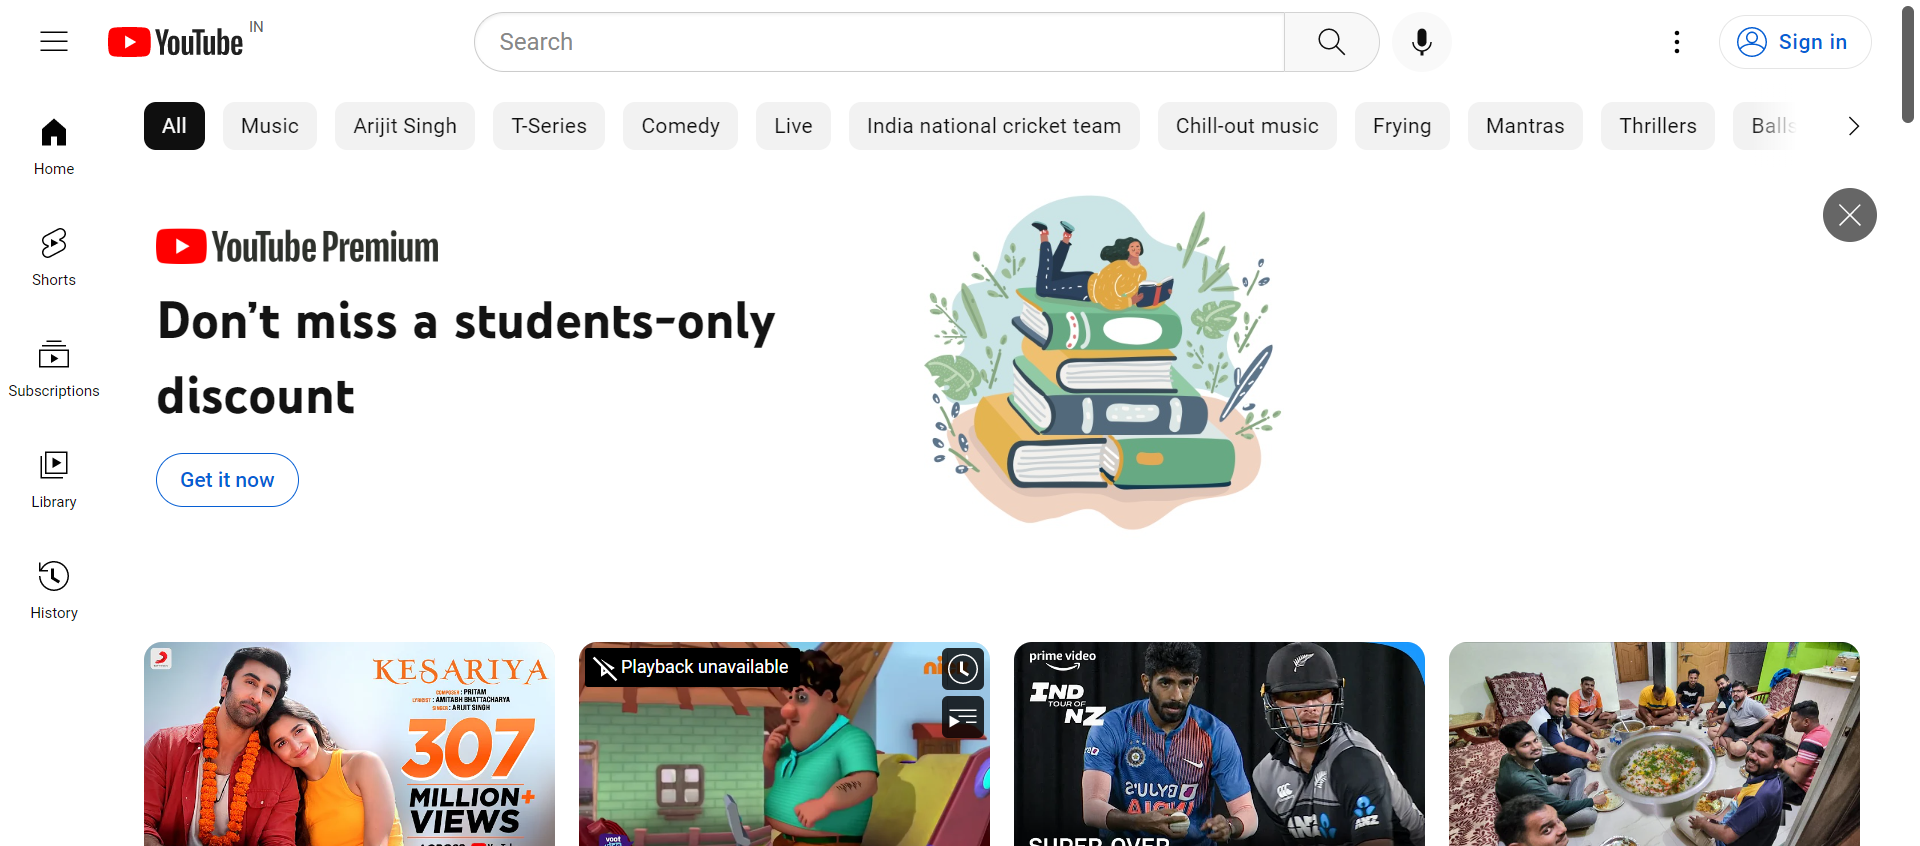 YouTube IN
Search
Sign in
All
Music
Arijit Singh
T-Series
Comedy
Live
India national cricket team
Chill-out music
Frying
Mantras
Thrillers
Balls
Home
Shorts
Subscriptions
Library
History
YouTube Premium
Don't miss a students-only
discount
Get it now
KESARIYA
COMPOSER : PRITAM
LYRICIST : AMITABH BHATTACHARYA
SINGER : ARIJIT SINGH
307
MILLION+
VIEWS
Playback unavailable
voot
prime video
IND
TOUR OF
NZ
SUPER OVER